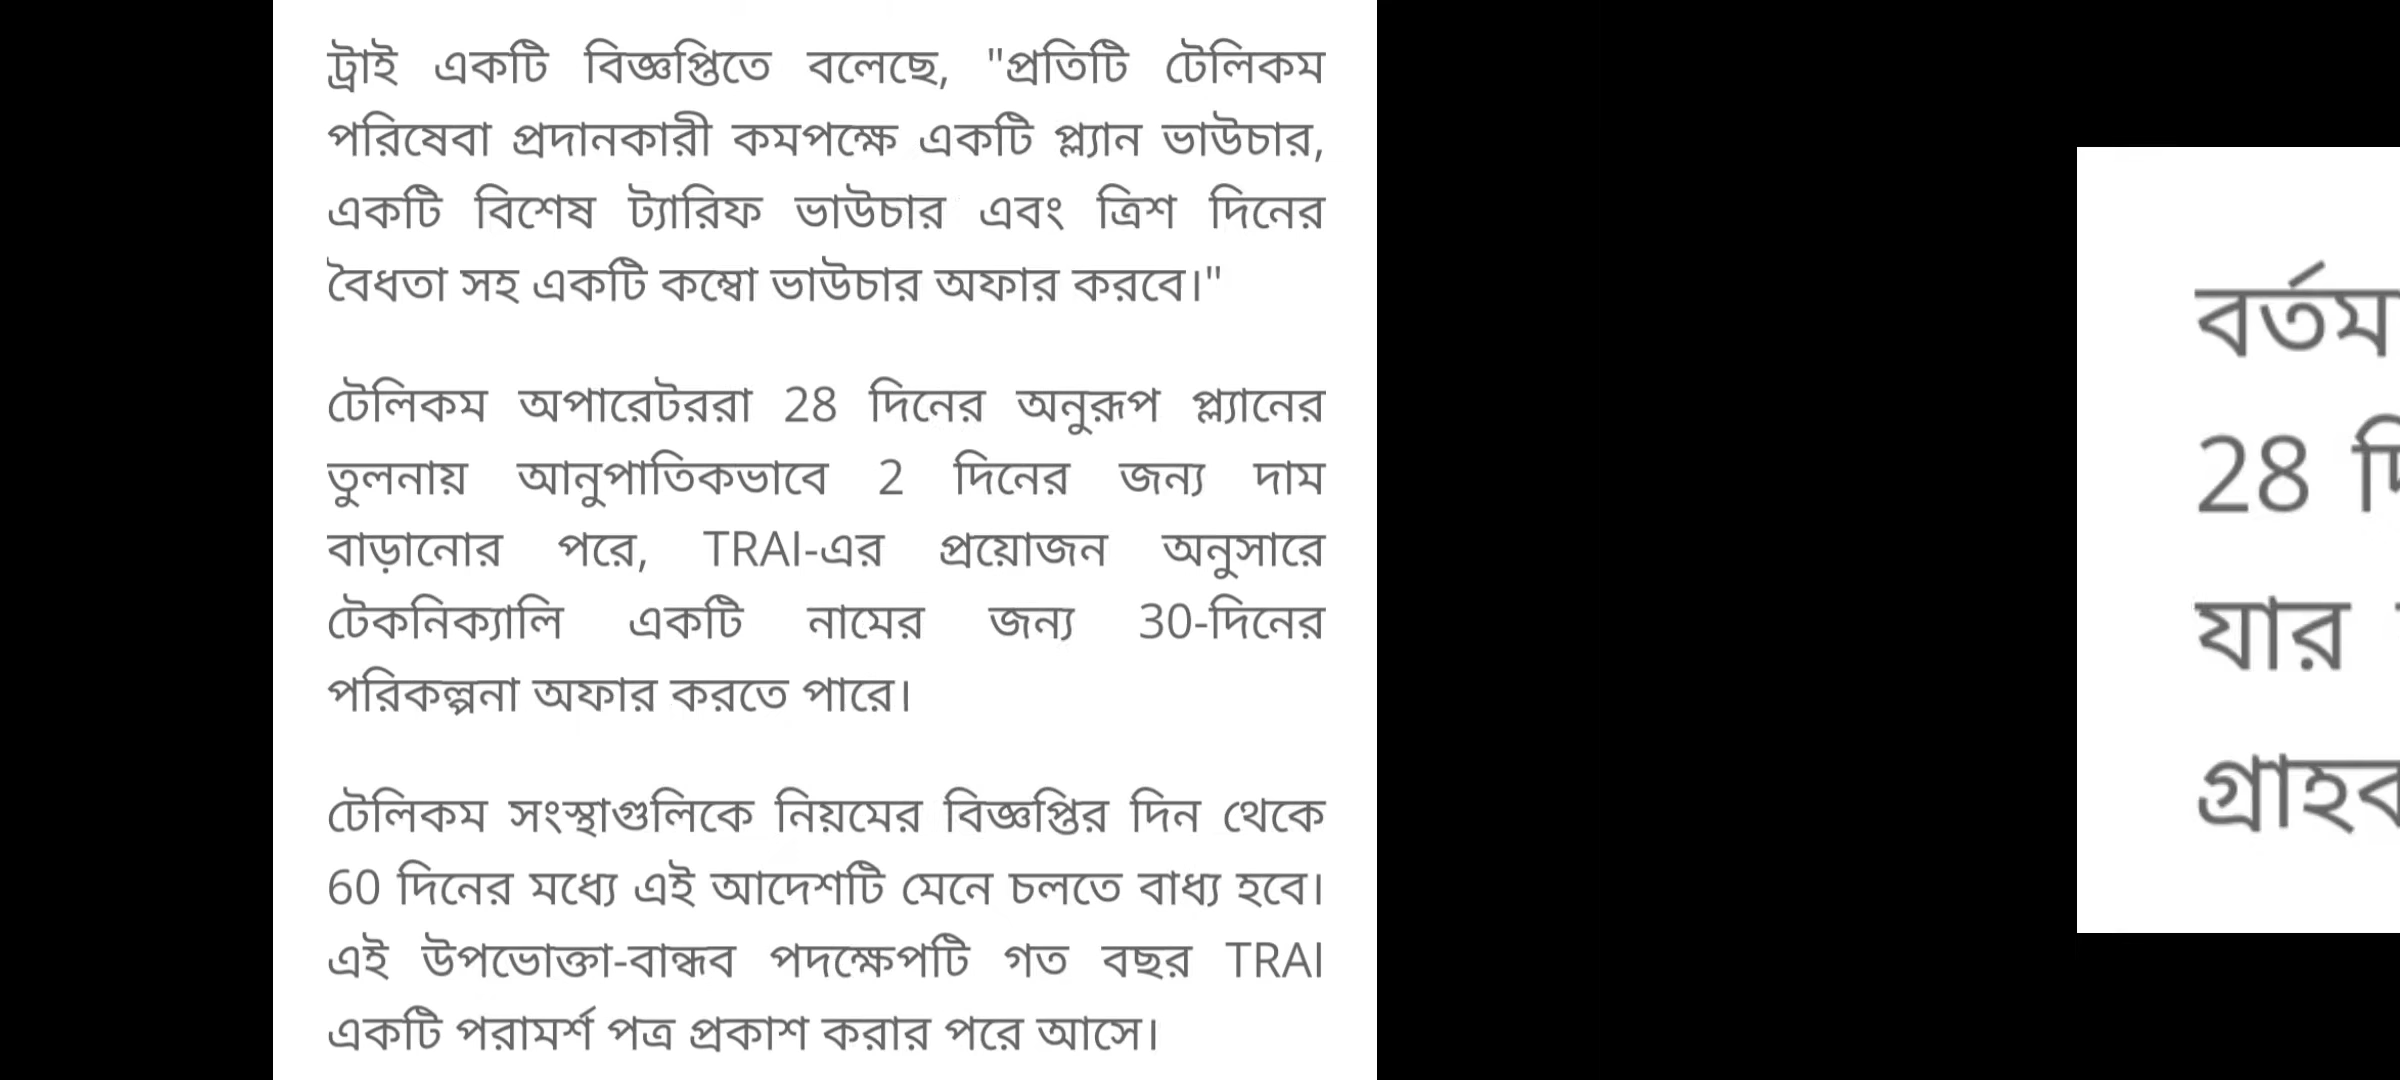 ট্রাই একটি বিজ্ঞপ্তিতে বলেছে, "প্রতিটি টেলিকম
পরিষেবা প্রদানকারী কমপক্ষে একটি প্ল্যান ভাউচার,
একটি বিশেষ ট্যারিফ ভাউচার এবং ত্রিশ দিনের
বৈধতা সহ একটি কম্বো ভাউচার অফার করবে।"
টেলিকম অপারেটররা 28 দিনের অনুরূপ প্ল্যানের
তুলনায় আনুপাতিকভাবে 2 দিনের জন্য দাম
বাড়ানোর পরে, TRAI-এর প্রয়োজন অনুসারে
টেকনিক্যালি একটি নামের জন্য 30-দিনের
পরিকল্পনা অফার করতে পারে।
টেলিকম সংস্থাগুলিকে নিয়মের বিজ্ঞপ্তির দিন থেকে
60 দিনের মধ্যে এই আদেশটি মেনে চলতে বাধ্য হবে।
এই উপভোক্তা-বান্ধব পদক্ষেপটি গত বছর TRAI
একটি পরামর্শ পত্র প্রকাশ করার পরে আসে।
28
যার